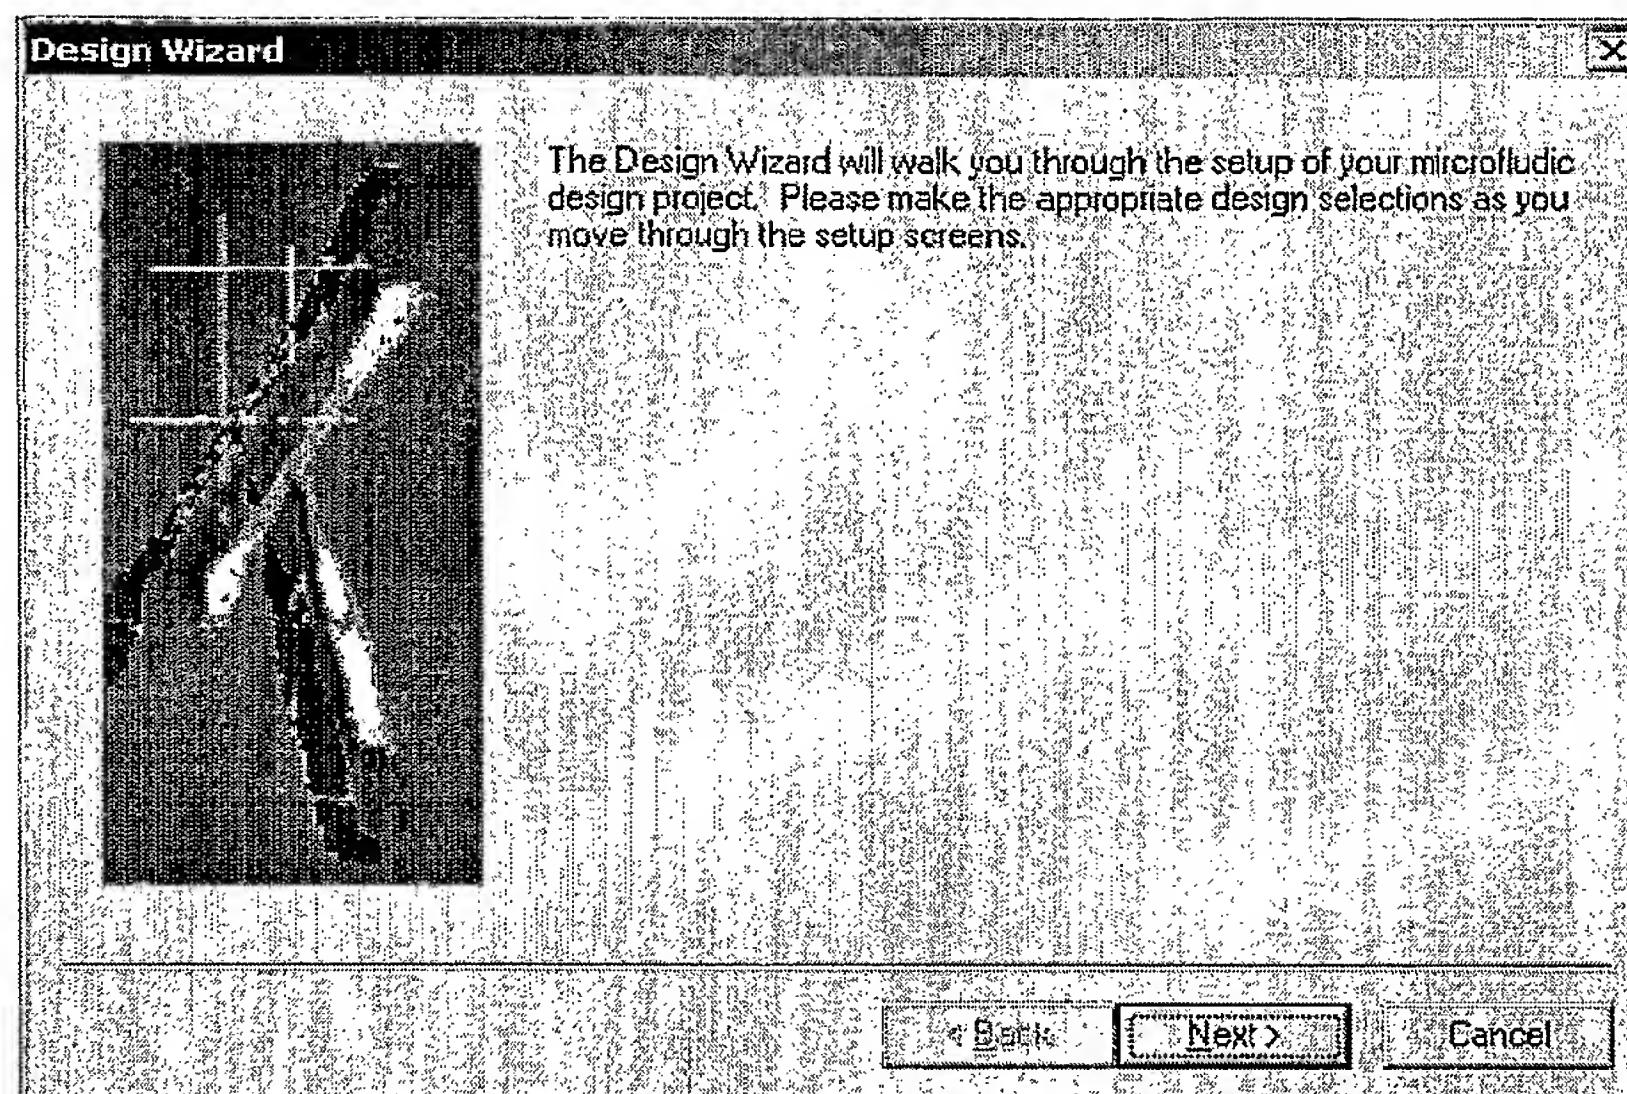 Design Wizard
The Design Wizard will walk you through the setup of your mircrofludic
design project. Please make the appropriate design selections as you
move through the setup screens.
< Back Next > Cancel